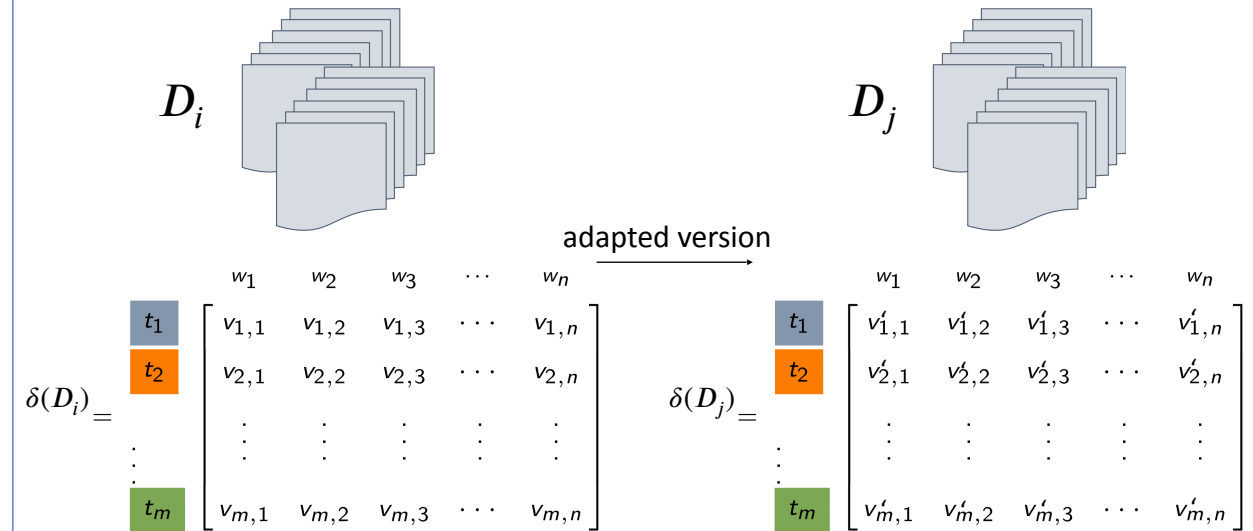 D_i D_j
adapted version
w_1 w_2 w_3 ⋯ w_n w_1 w_2 w_3 ⋯ w_n
t_1 v_{1,1} v_{1,2} v_{1,3} ⋯ v_{1,n} t_1 v′_{1,1} v′_{1,2} v′_{1,3} ⋯ v′_{1,n}
t_2 v_{2,1} v_{2,2} v_{2,3} ⋯ v_{2,n} t_2 v′_{2,1} v′_{2,2} v′_{2,3} ⋯ v′_{2,n}
δ(D_i) = ⋮ ⋮ ⋮ ⋮ ⋮ ⋮ δ(D_j) = ⋮ ⋮ ⋮ ⋮ ⋮ ⋮
t_m v_{m,1} v_{m,2} v_{m,3} ⋯ v_{m,n} t_m v′_{m,1} v′_{m,2} v′_{m,3} ⋯ v′_{m,n}